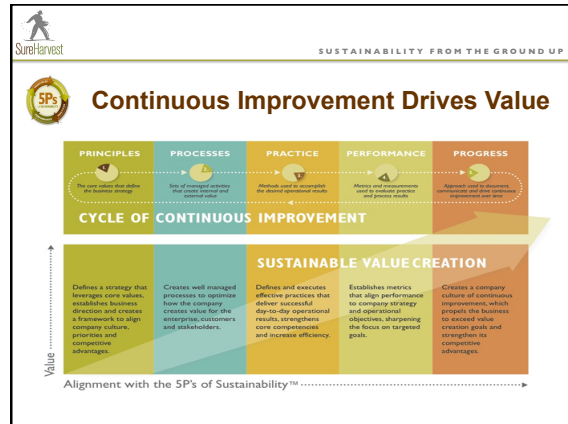 SureHarvest
SUSTAINABILITY FROM THE GROUND UP
5P's
Continuous Improvement Drives Value
PRINCIPLES
The core values that define
the business strategy
PROCESSES
Sets of managed activities
that create internal and
external value
PRACTICE
Methods used to accomplish
the desired operational results
PERFORMANCE
Metrics and measurements
used to evaluate practice
and process results
PROGRESS
Approach used to document,
communicate and drive continuous
improvement over time
CYCLE OF CONTINUOUS IMPROVEMENT
SUSTAINABLE VALUE CREATION
Defines a strategy that
leverages core values,
establishes business
direction and creates
a framework to align
company culture,
priorities and
competitive
advantages.
Creates well managed
processes to optimize
how the company
creates value for the
enterprise, customers
and stakeholders.
Defines and executes
effective practices that
deliver successful
day-to-day operational
results, strengthens
core competencies
and increase efficiency.
Establishes metrics
that align performance
to company strategy
and operational
objectives, sharpening
the focus on targeted
goals.
Creates a company
culture of continuous
improvement, which
propels the business
to exceed value
creation goals and
strengthen its
competitive
advantages.
Value
Alignment with the 5P's of Sustainability™